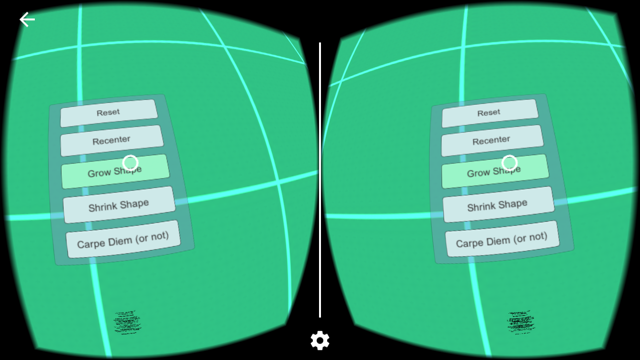 Reset
Recenter
Grow Shape
Shrink Shape
Carpe Diem (or not)
Reset
Recenter
Grow Shape
Shrink Shape
Carpe Diem (or not)